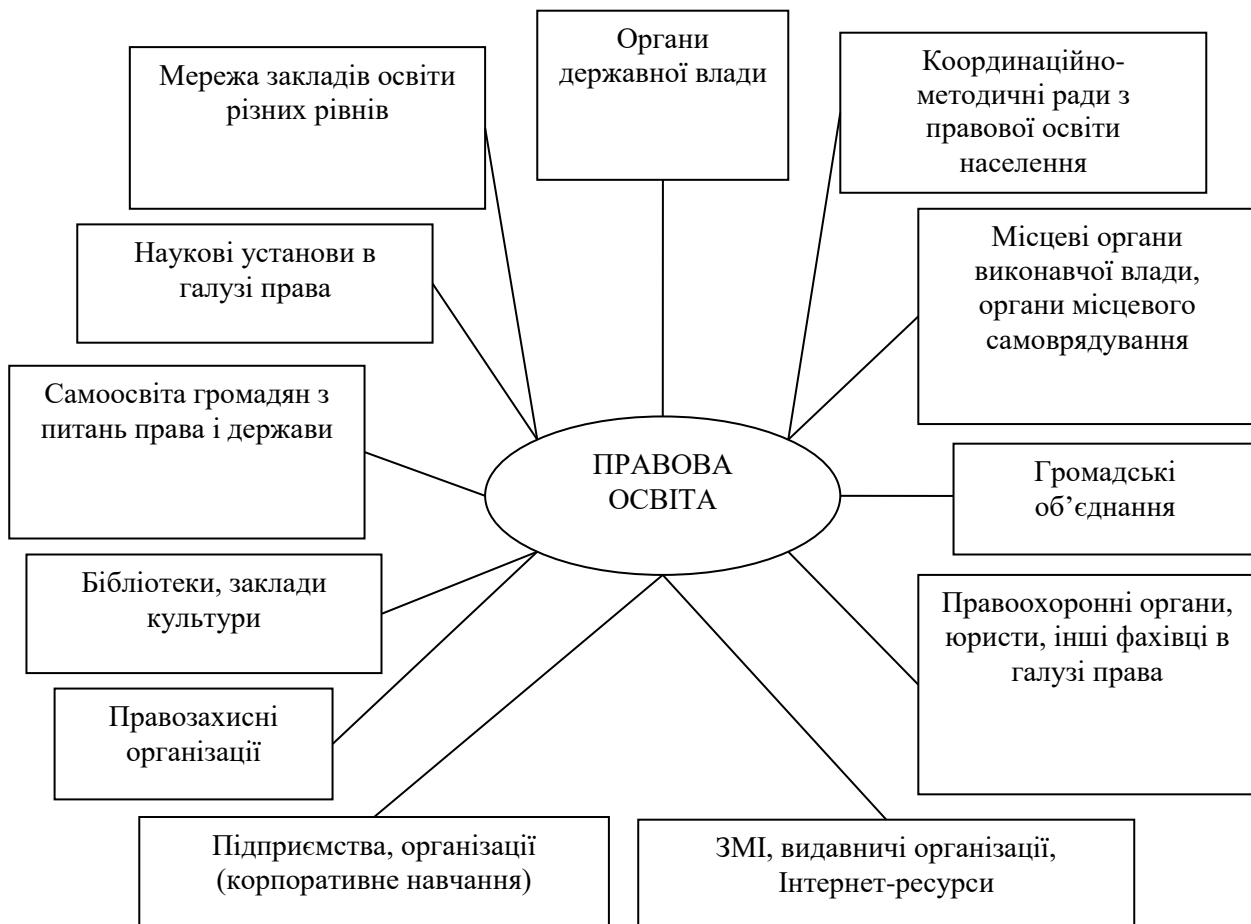 Органи
державної влади
Мережа закладів освіти
різних рівнів
Координаційно-
методичні ради з
правової освіти
населення
Наукові установи в
галузі права
Місцеві органи
виконавчої влади,
органи місцевого
самоврядування
Самоосвіта громадян з
питань права і держави
ПРАВОВА
ОСВІТА
Громадські
об’єднання
Бібліотеки, заклади
культури
Правоохоронні органи,
юристи, інші фахівці в
галузі права
Правозахисні
організації
Підприємства, організації
(корпоративне навчання)
ЗМІ, видавничі організації,
Інтернет-ресурси